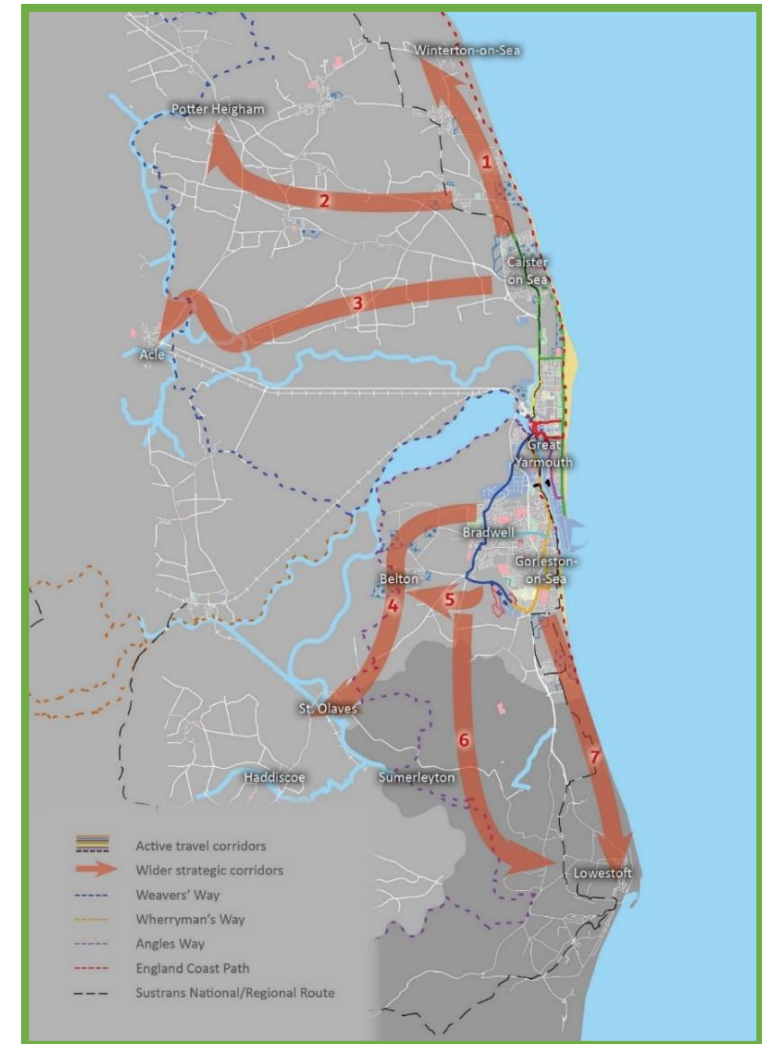 Winterton-on-Sea
Potter Heigham
1
2
Caister
on Sea
3
Acle
Great
Yarmouth
Bradwell
Gorleston-
on-Sea
Belton
4
5
St. Olaves
6
7
Haddiscoe
Sumerleyton
Lowestoft
Active travel corridors
Wider strategic corridors
Weavers' Way
Wherryman's Way
Angles Way
England Coast Path
Sustrans National/Regional Route